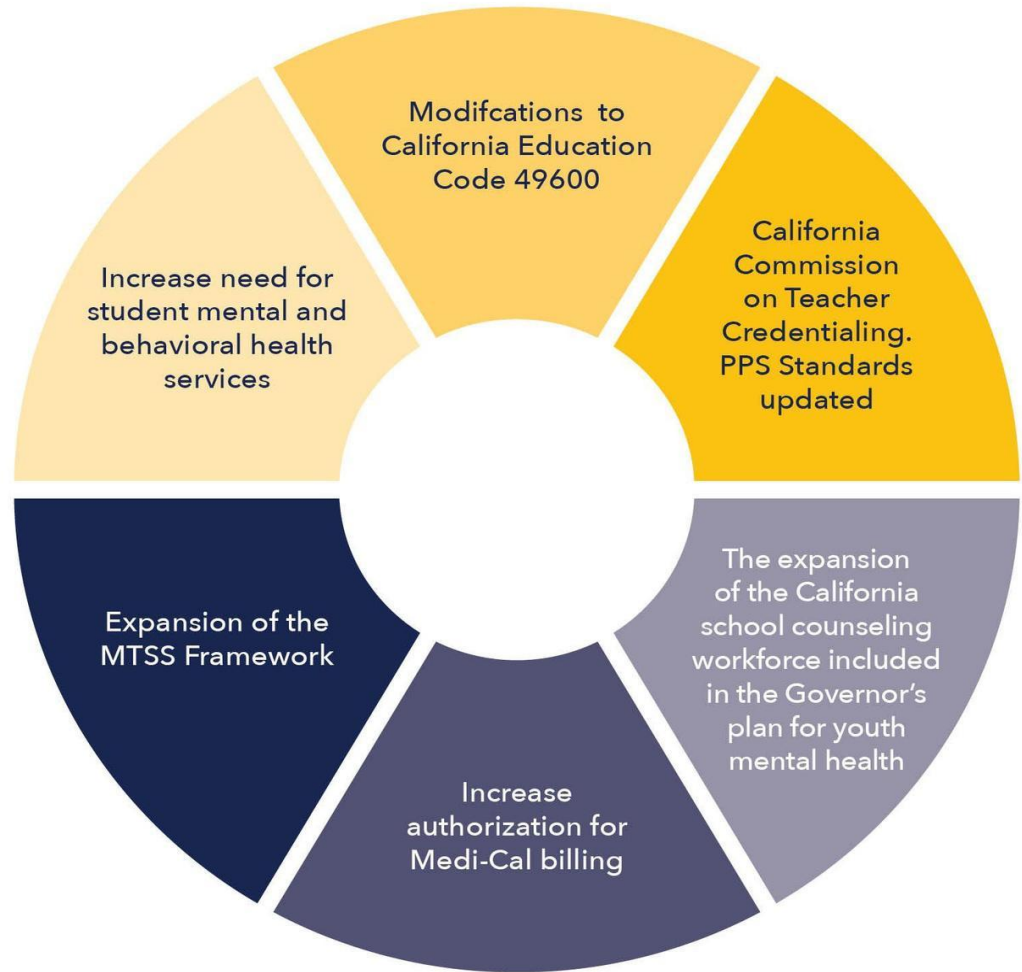 Modifcations to
California Education
Code 49600
California
Commission
on Teacher
Credentialing.
PPS Standards
updated
The expansion
of the California
school counseling
workforce included
in the Governor’s
plan for youth
mental health
Increase
authorization for
Medi-Cal billing
Expansion of the
MTSS Framework
Increase need for
student mental and
behavioral health
services